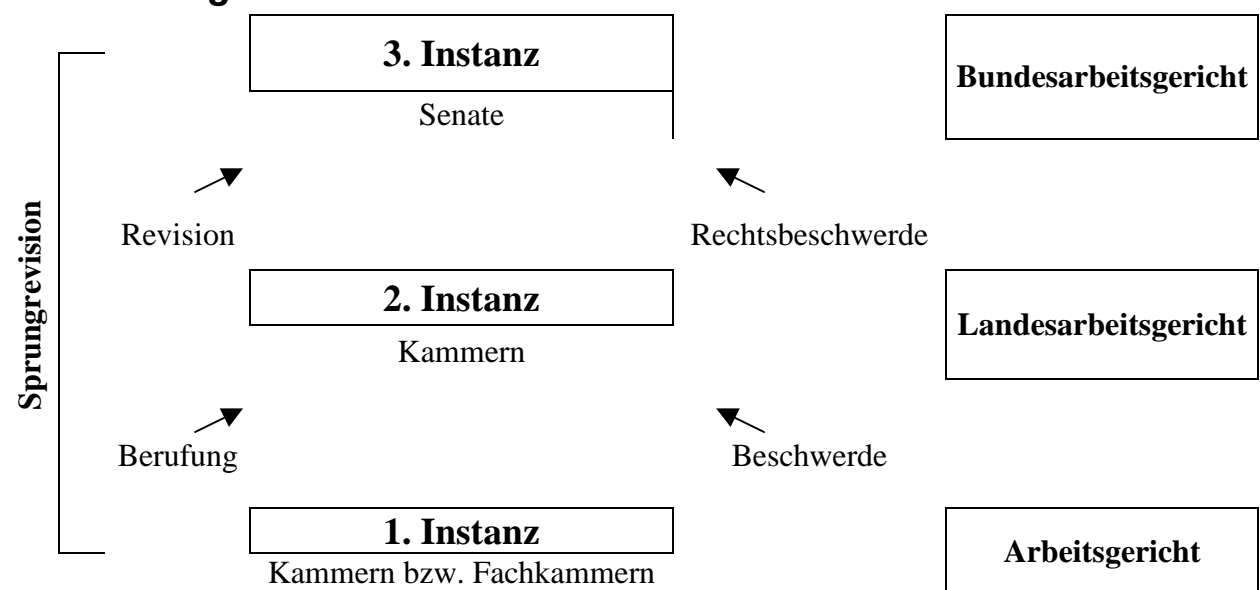 3. Instanz
Bundesarbeitsgericht
Senate
Sprungrevision
Revision
Rechtsbeschwerde
2. Instanz
Landesarbeitsgericht
Kammern
Berufung
Beschwerde
1. Instanz
Arbeitsgericht
Kammern bzw. Fachkammern